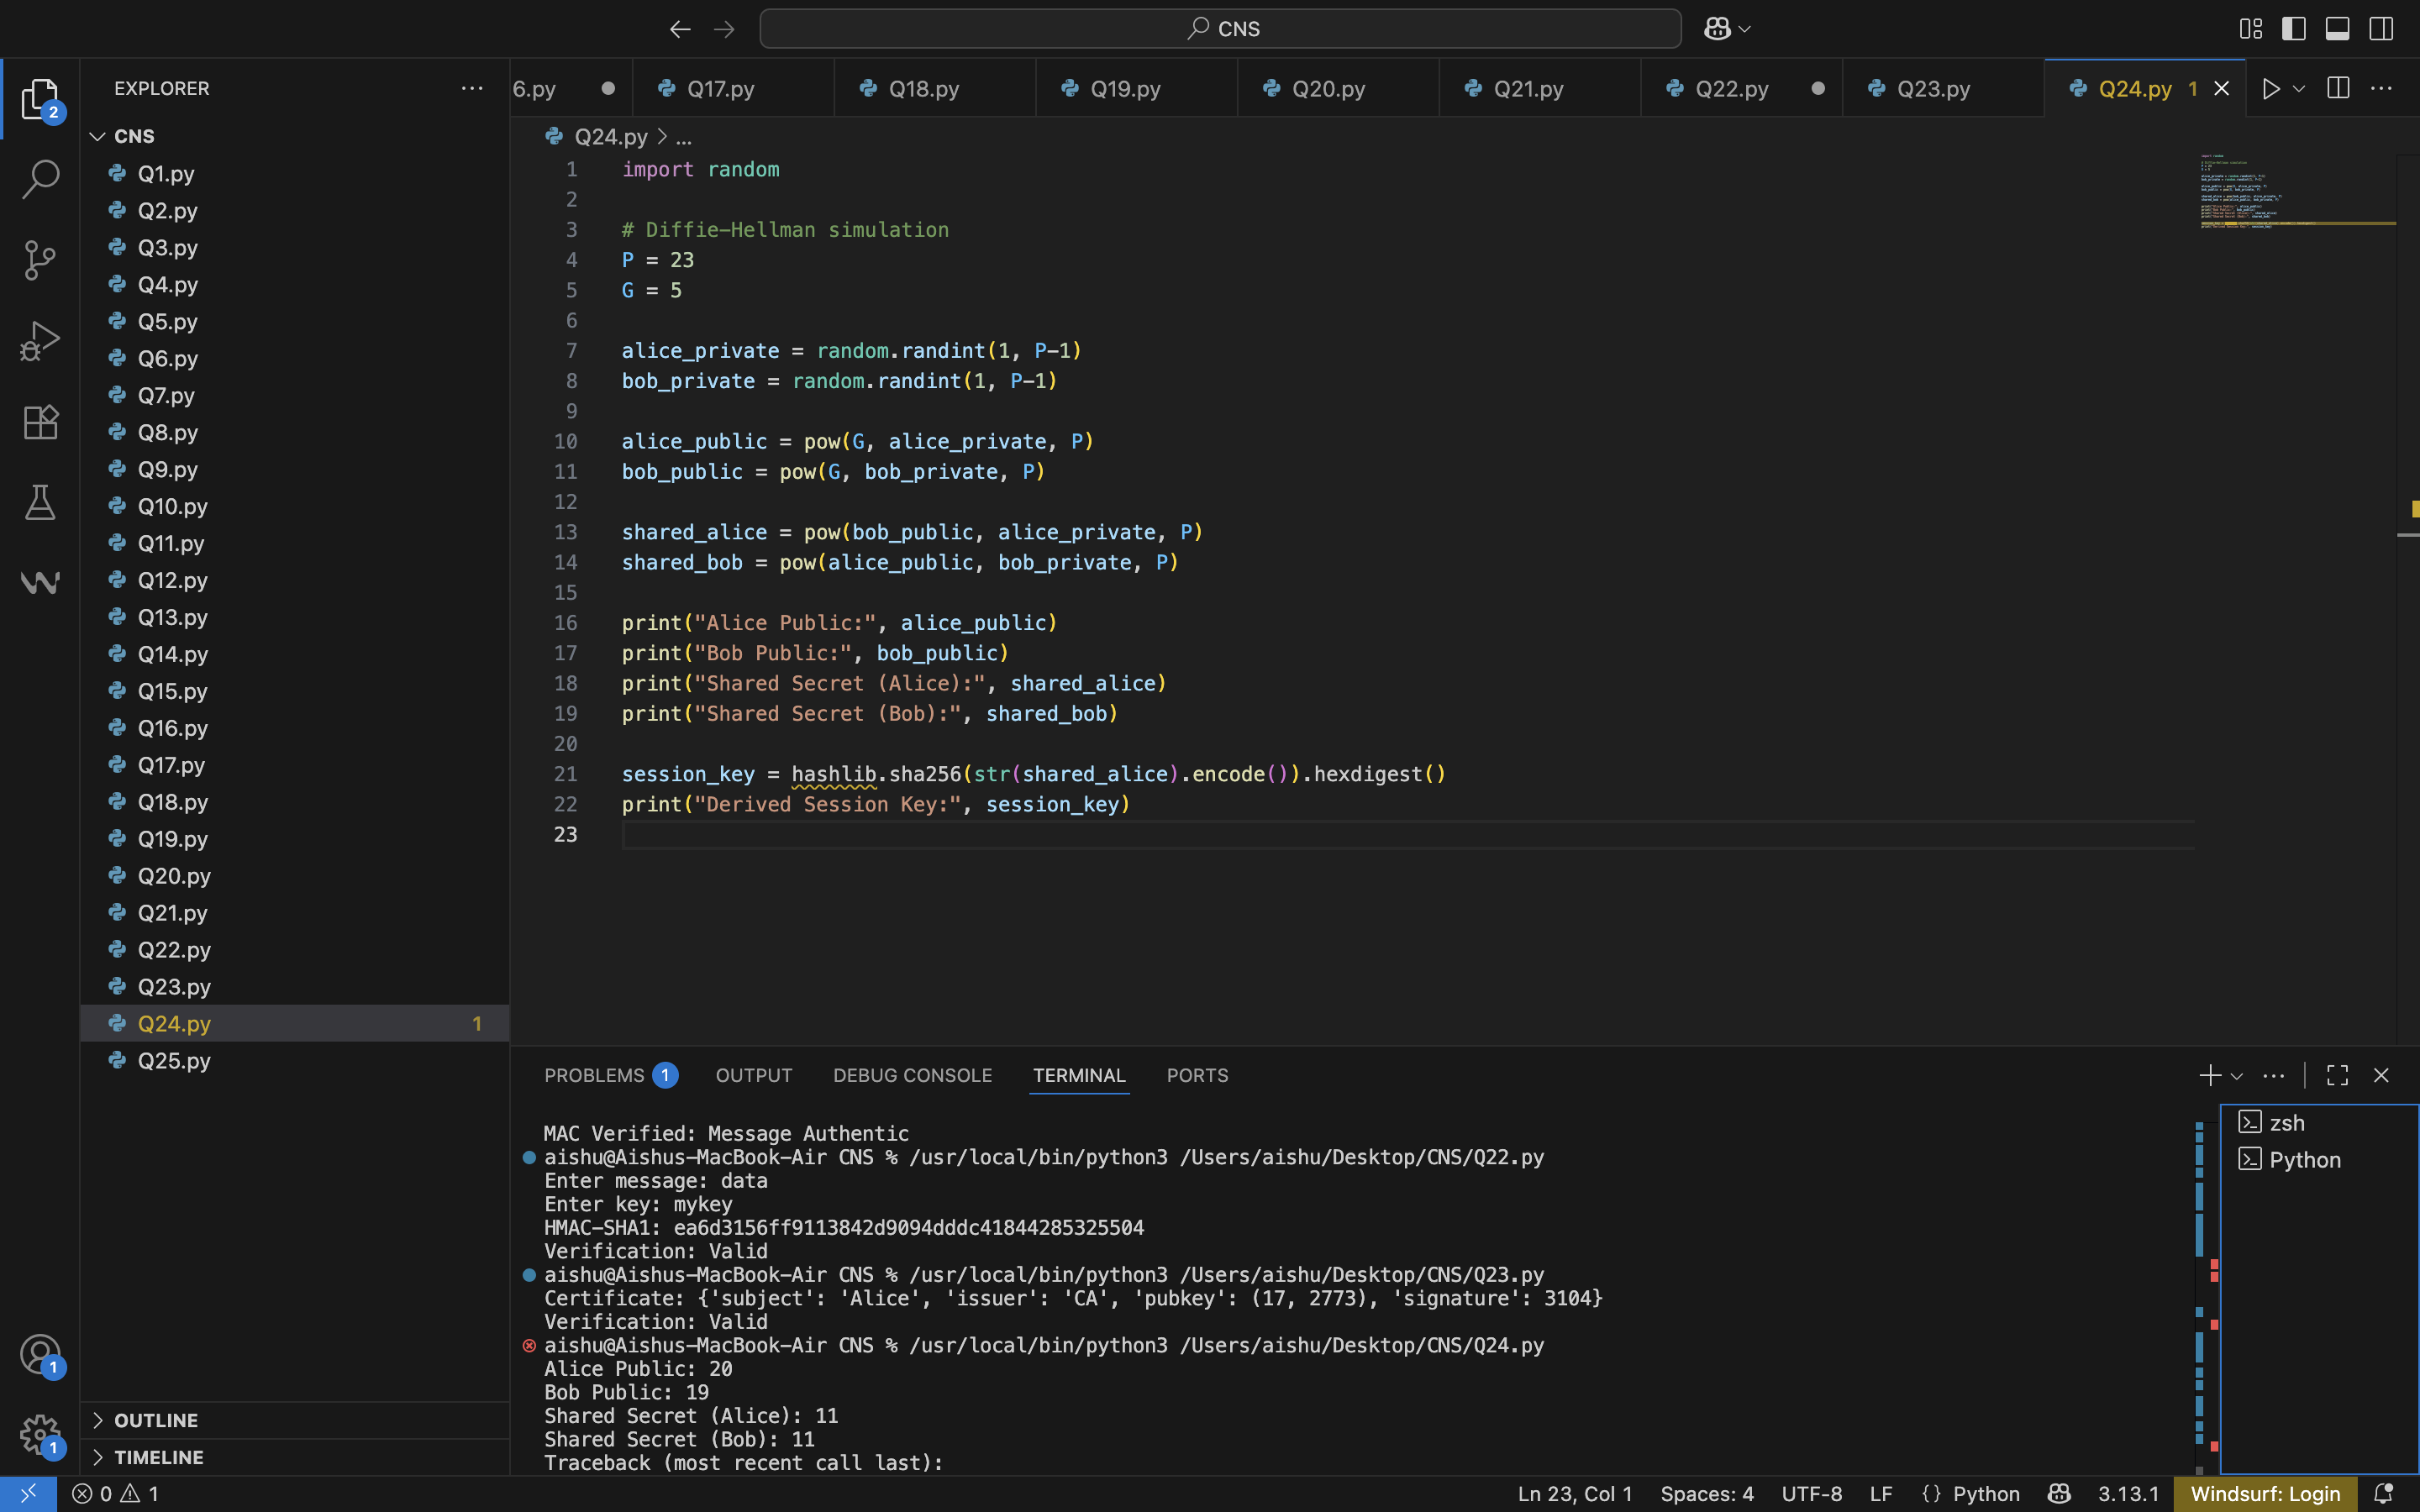 CNS
EXPLORER
6.py
Q17.py
Q18.py
Q19.py
Q20.py
Q21.py
Q22.py
Q23.py
Q24.py 1
2
CNS
Q1.py
Q2.py
Q3.py
Q4.py
Q5.py
Q6.py
Q7.py
Q8.py
Q9.py
Q10.py
Q11.py
Q12.py
Q13.py
Q14.py
Q15.py
Q16.py
Q17.py
Q18.py
Q19.py
Q20.py
Q21.py
Q22.py
Q23.py
Q24.py 1
Q25.py
OUTLINE
TIMELINE
1
1
Q24.py > ...
1 import random
2
3 # Diffie-Hellman simulation
4 P = 23
5 G = 5
6
7 alice_private = random.randint(1, P-1)
8 bob_private = random.randint(1, P-1)
9
10 alice_public = pow(G, alice_private, P)
11 bob_public = pow(G, bob_private, P)
12
13 shared_alice = pow(bob_public, alice_private, P)
14 shared_bob = pow(alice_public, bob_private, P)
15
16 print("Alice Public:", alice_public)
17 print("Bob Public:", bob_public)
18 print("Shared Secret (Alice):", shared_alice)
19 print("Shared Secret (Bob):", shared_bob)
20
21 session_key = hashlib.sha256(str(shared_alice).encode()).hexdigest()
22 print("Derived Session Key:", session_key)
23
PROBLEMS 1 OUTPUT DEBUG CONSOLE TERMINAL PORTS
MAC Verified: Message Authentic
aishu@Aishus-MacBook-Air CNS % /usr/local/bin/python3 /Users/aishu/Desktop/CNS/Q22.py
Enter message: data
Enter key: mykey
HMAC-SHA1: ea6d3156ff9113842d9094dddc41844285325504
Verification: Valid
aishu@Aishus-MacBook-Air CNS % /usr/local/bin/python3 /Users/aishu/Desktop/CNS/Q23.py
Certificate: {'subject': 'Alice', 'issuer': 'CA', 'pubkey': (17, 2773), 'signature': 3104}
Verification: Valid
aishu@Aishus-MacBook-Air CNS % /usr/local/bin/python3 /Users/aishu/Desktop/CNS/Q24.py
Alice Public: 20
Bob Public: 19
Shared Secret (Alice): 11
Shared Secret (Bob): 11
Traceback (most recent call last):
zsh
Python
0 1
Ln 23, Col 1 Spaces: 4 UTF-8 LF {} Python 3.13.1 Windsurf: Login